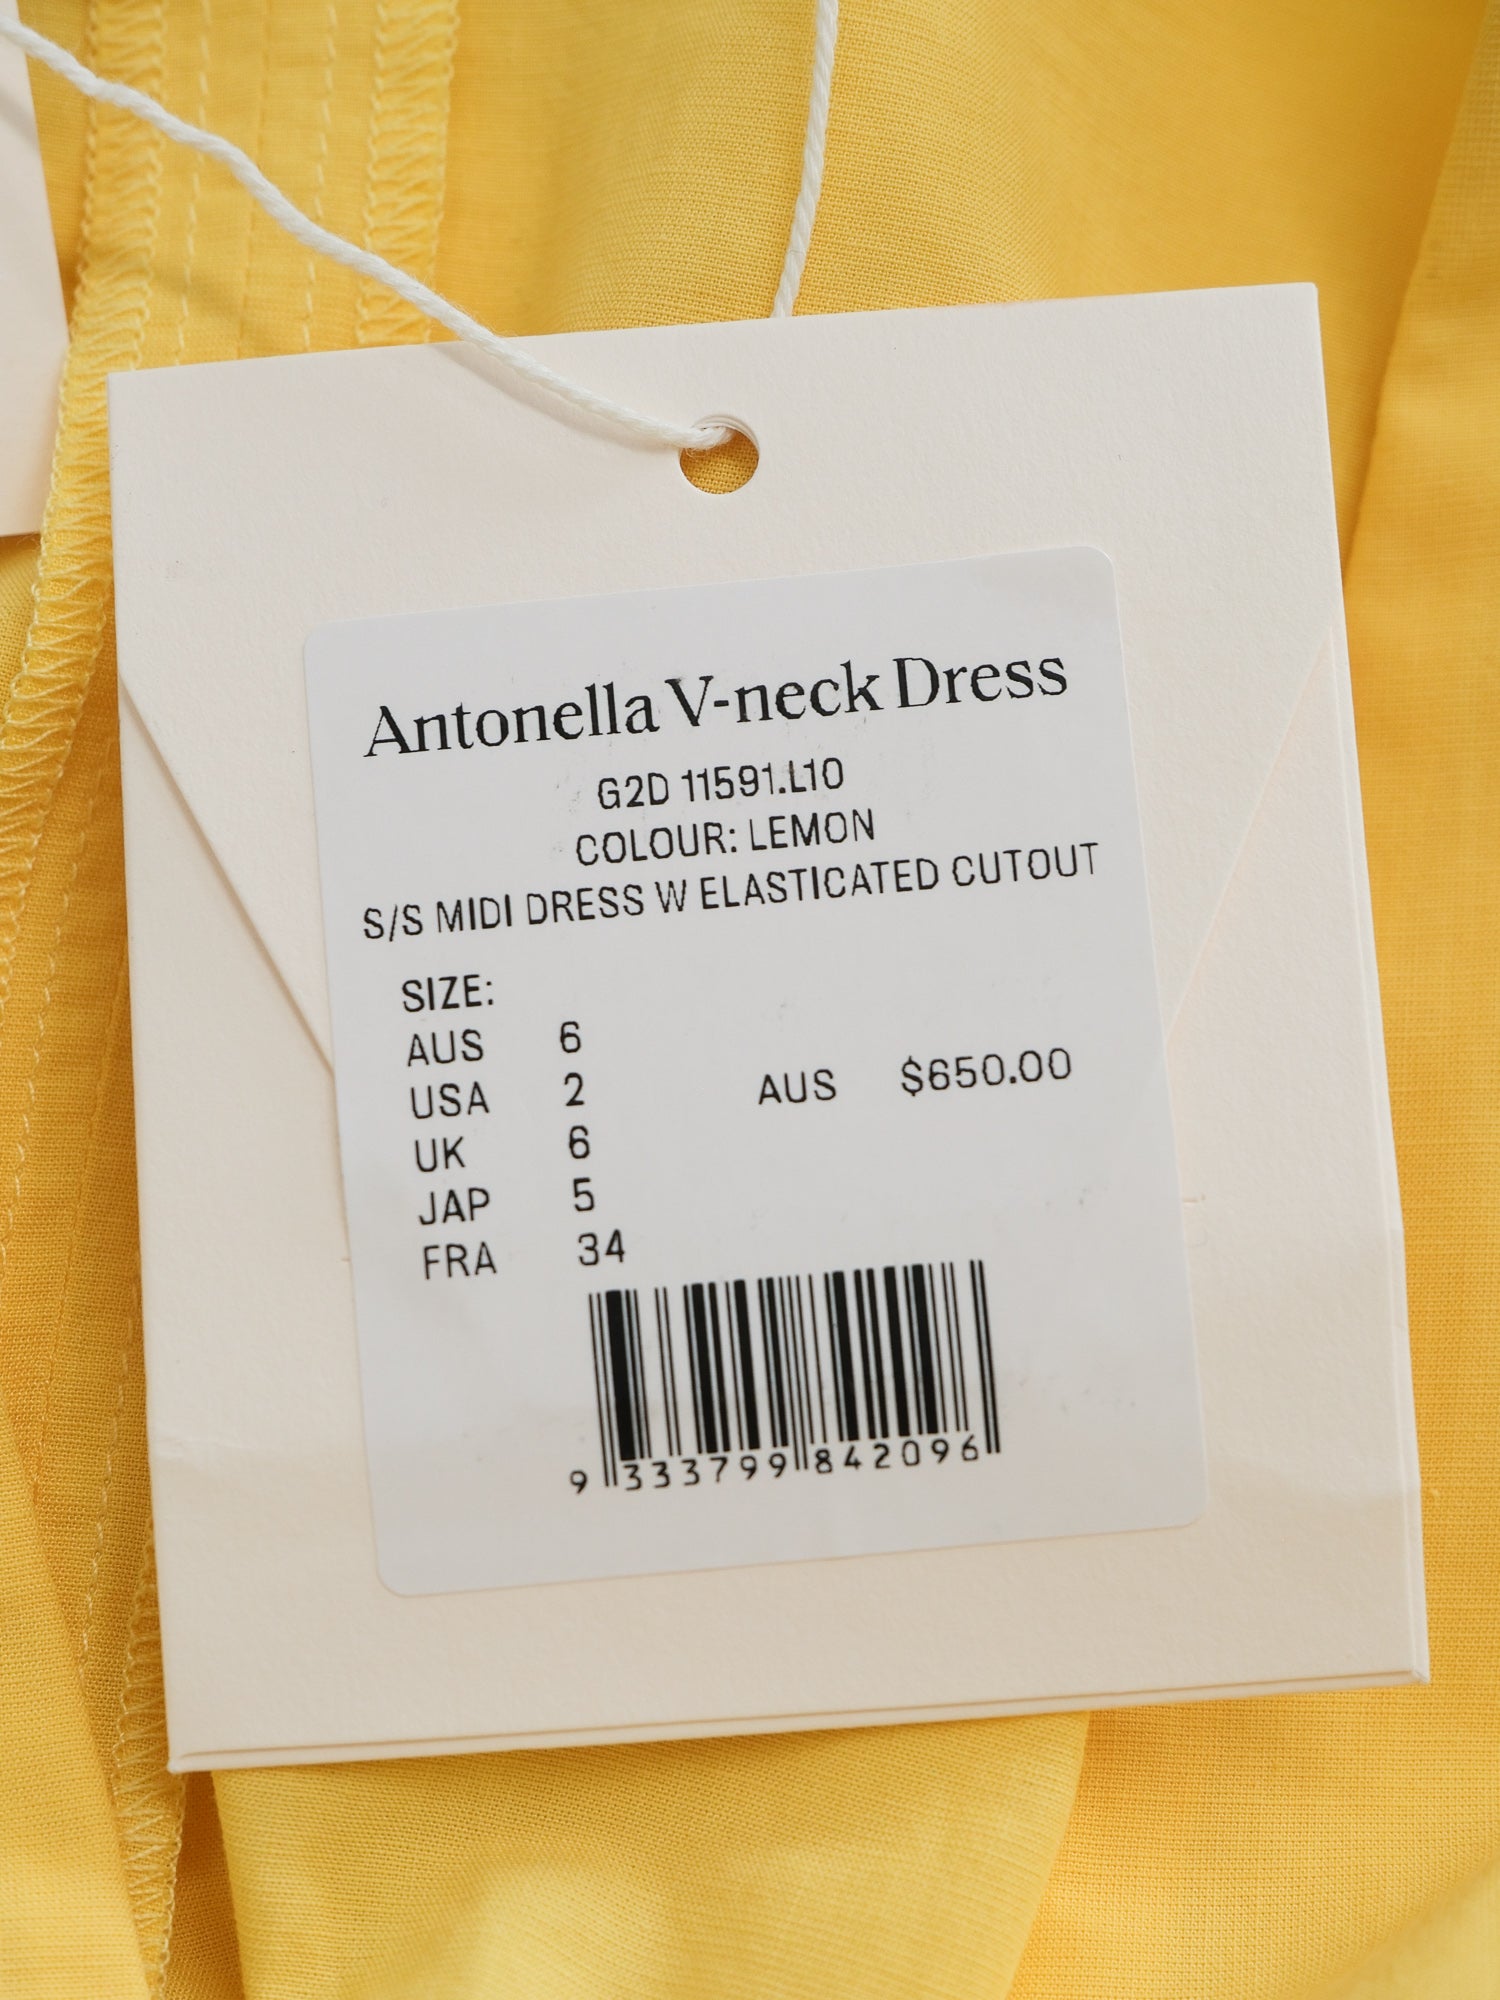 Antonella V-neck Dress
G2D 11591.L10
COLOUR: LEMON
S/S MIDI DRESS W ELASTICATED CUTOUT
SIZE:
AUS 6
USA 2
AUS $650.00
UK 6
JAP 5
FRA 34
9 333799 842096